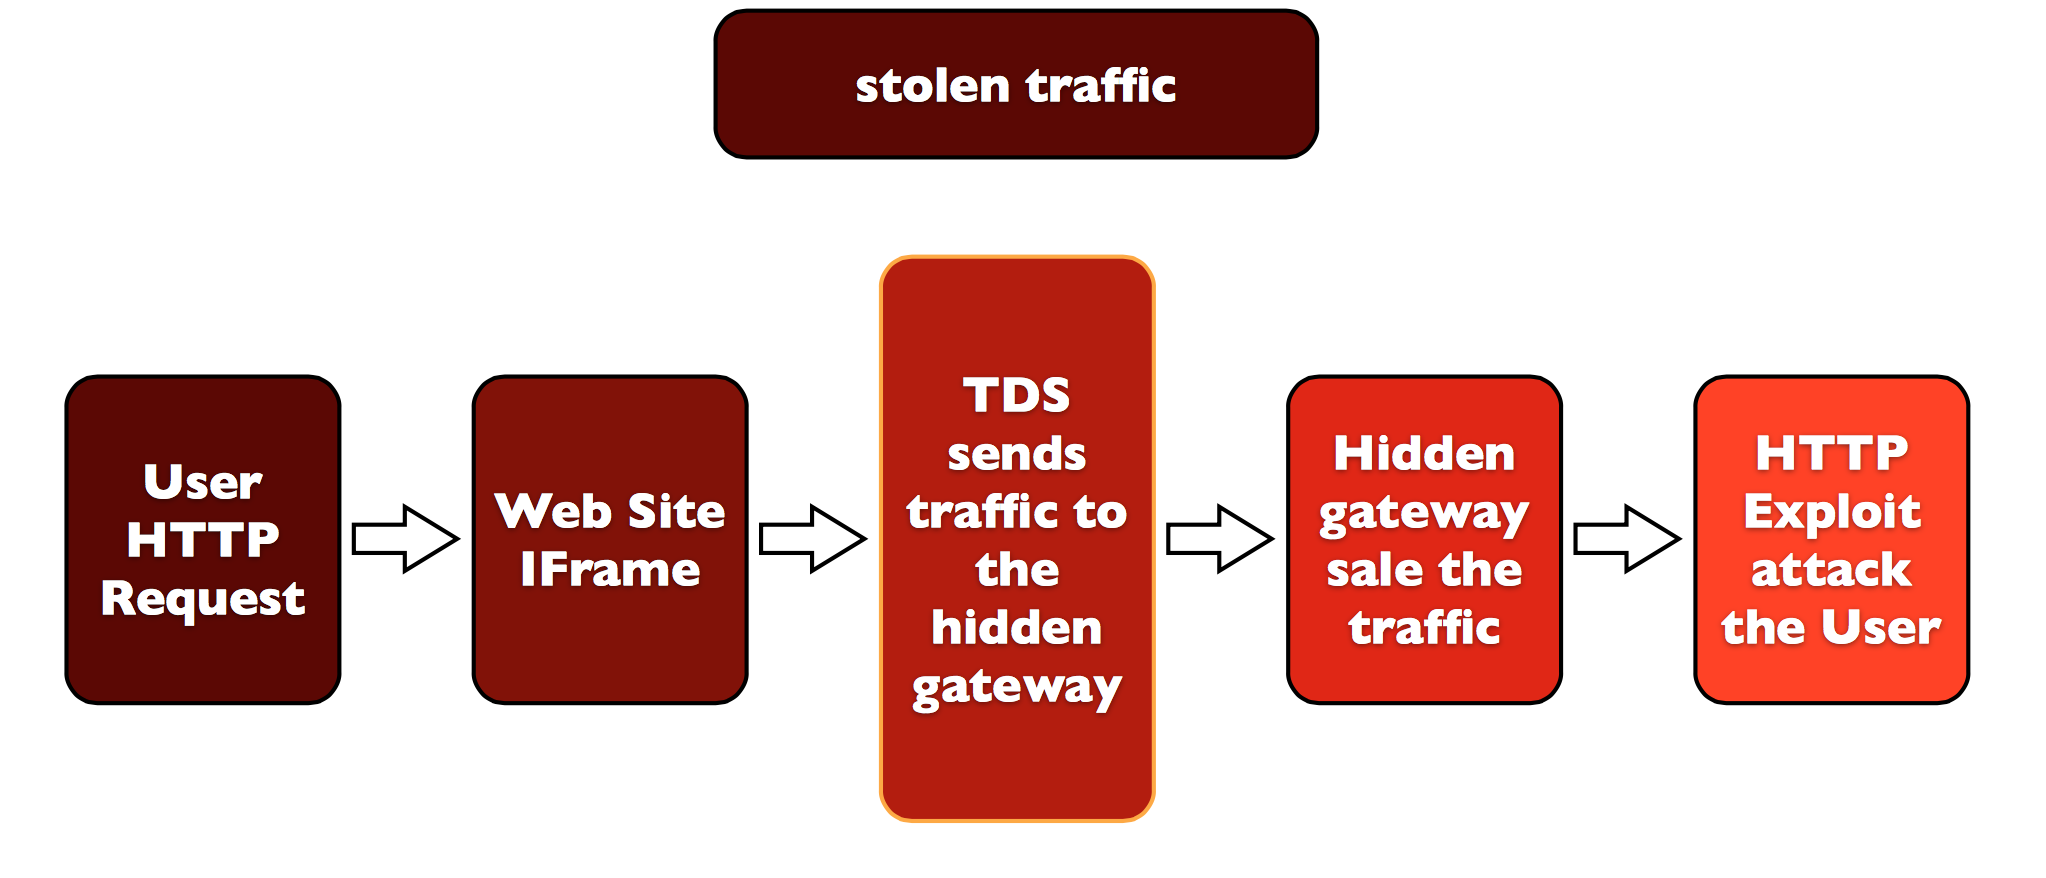 stolen traffic
User
HTTP
Request
Web Site
IFrame
TDS
sends
traffic to
the
hidden
gateway
Hidden
gateway
sale the
traffic
HTTP
Exploit
attack
the User